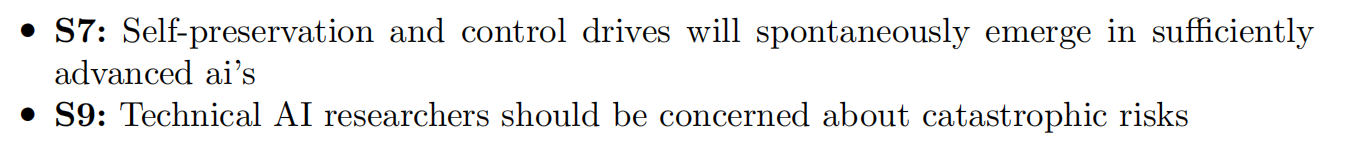 • S7: Self-preservation and control drives will spontaneously emerge in sufficiently
advanced ai's
• S9: Technical AI researchers should be concerned about catastrophic risks